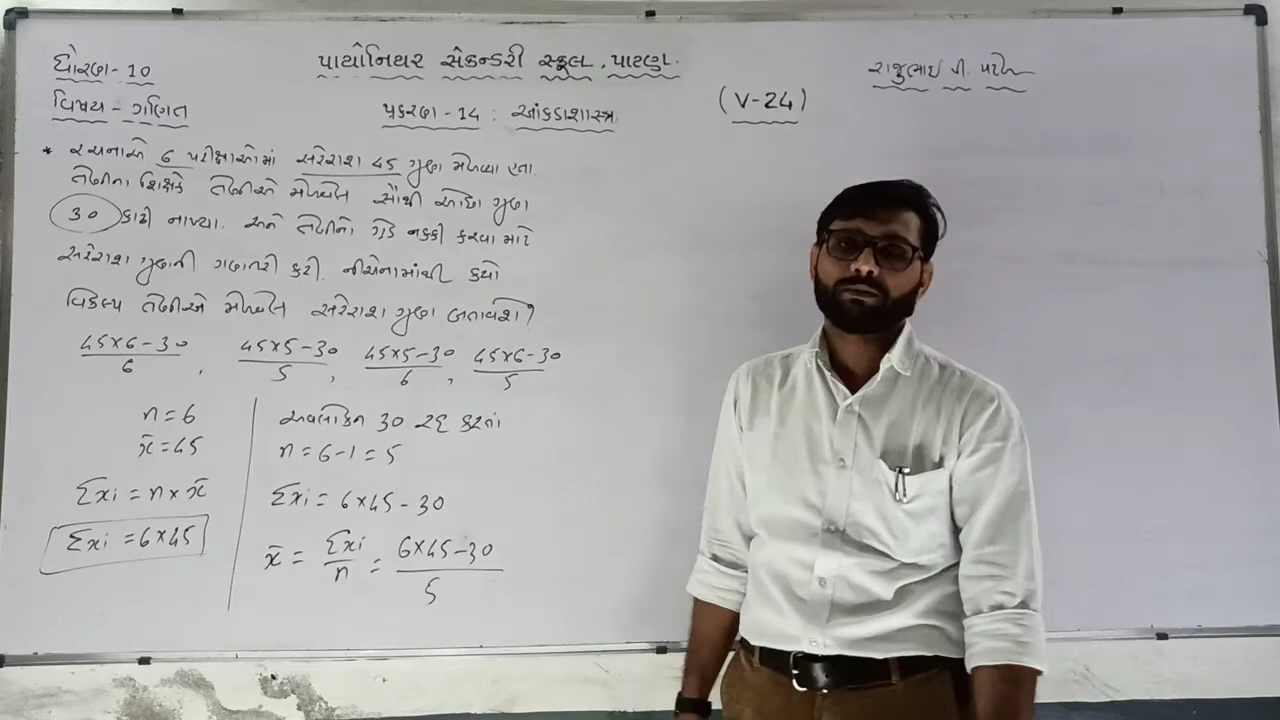 ધોરણ - 10
પાયોનિયર સેકન્ડરી સ્કૂલ, પાટણ.
રાજુભાઇ પી. પટેલ
વિષય - ગણિત
પ્રકરણ - 14 : આંકડાશાસ્ત્ર
(V-24)
* રચનાએ 6 પરીક્ષાઓમાં સરેરાશ 45 ગુણ મેળવ્યા હતા.
તેણીના શિક્ષકે તેણીએ મેળવેલ સૌથી ઓછા ગુણ
30 કાઢી નાખ્યા. અને તેણીનો ગ્રેડ નક્કી કરવા માટે
સરેરાશ ગુણની ગણતરી કરી. નીચેનામાંથી કયો
વિકલ્પ તેણીએ મેળવેલ સરેરાશ ગુણ બતાવશે?
(45×6-30)/6 , (45×5-30)/5 , (45×5-30)/6 , (45×6-30)/5
n = 6
x̄ = 45
Σxi = n × x̄
Σxi = 6×45
અવલોકન 30 રદ કરતાં
n = 6-1 = 5
Σxi = 6×45 - 30
x̄ = Σxi/n = (6×45-30)/5